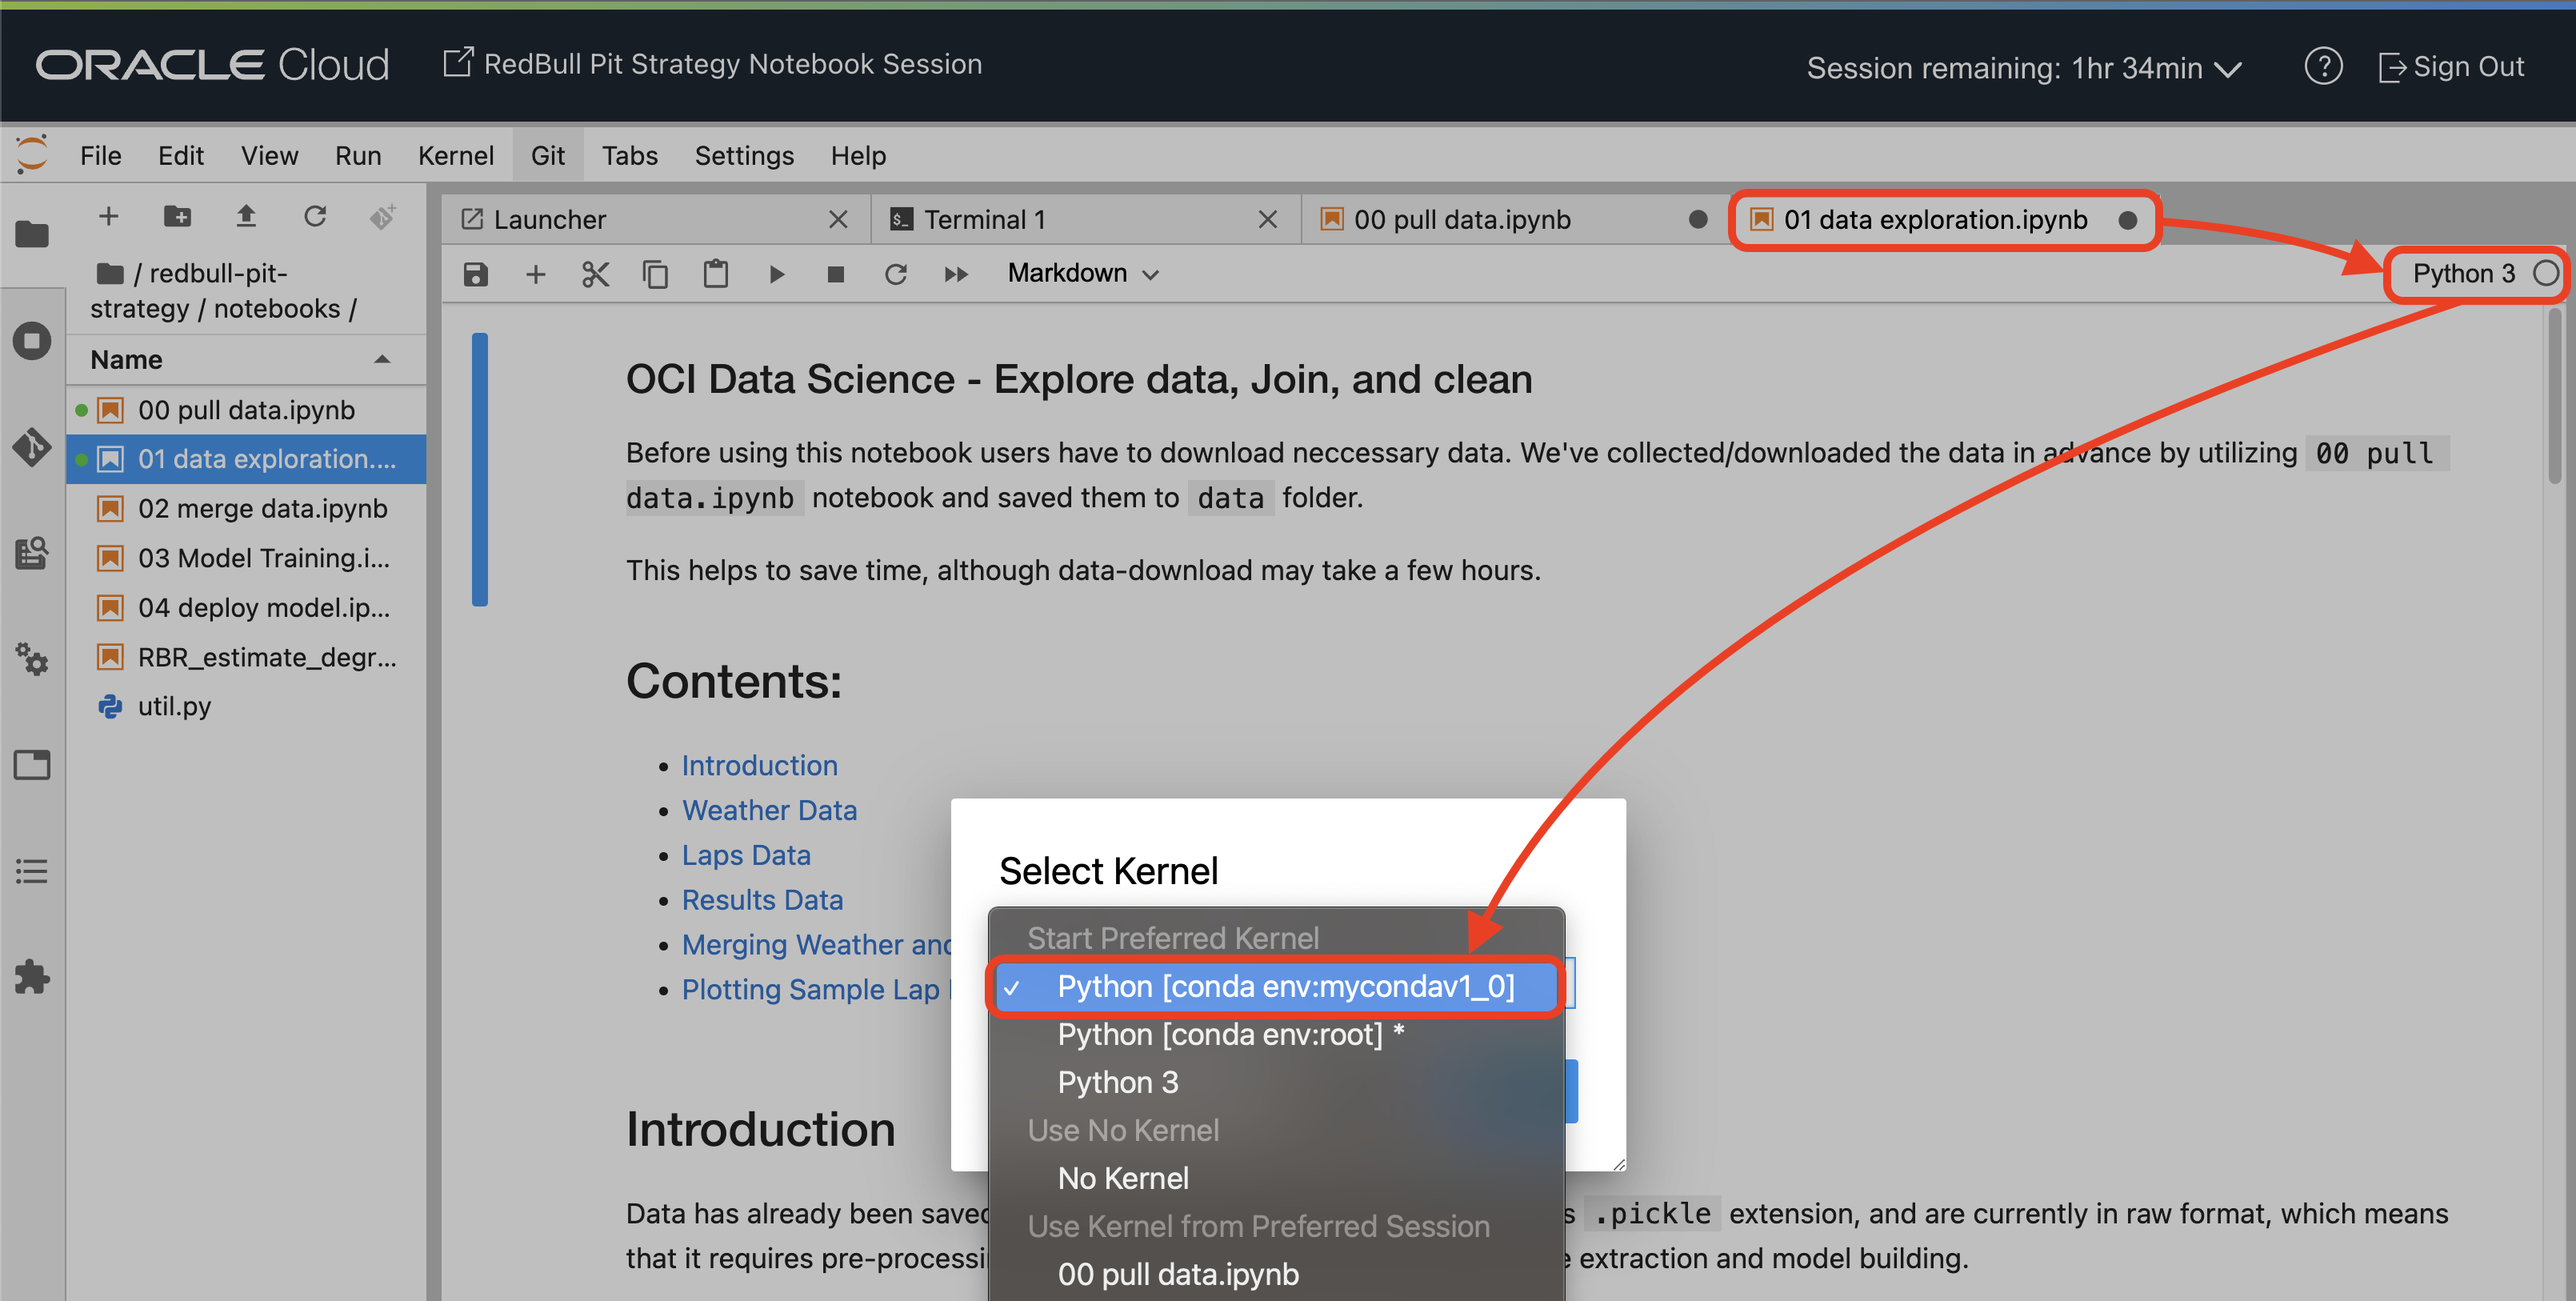 ORACLE Cloud
RedBull Pit Strategy Notebook Session
Session remaining: 1hr 34min
?
Sign Out
File Edit View Run Kernel Git Tabs Settings Help
/ redbull-pit-
strategy / notebooks /
Name
00 pull data.ipynb
01 data exploration....
02 merge data.ipynb
03 Model Training.i...
04 deploy model.ip...
RBR_estimate_degr...
util.py
Launcher
Terminal 1
00 pull data.ipynb
01 data exploration.ipynb
Markdown
Python 3
OCI Data Science - Explore data, Join, and clean
Before using this notebook users have to download neccessary data. We've collected/downloaded the data in advance by utilizing 00 pull
data.ipynb notebook and saved them to data folder.
This helps to save time, although data-download may take a few hours.
Contents:
Introduction
Weather Data
Laps Data
Results Data
Merging Weather and
Plotting Sample Lap
Select Kernel
Start Preferred Kernel
✓ Python [conda env:mycondav1_0]
Python [conda env:root] *
Python 3
Use No Kernel
No Kernel
Use Kernel from Preferred Session
00 pull data.ipynb
Introduction
Data has already been saved .pickle extension, and are currently in raw format, which means
that it requires pre-processi extraction and model building.